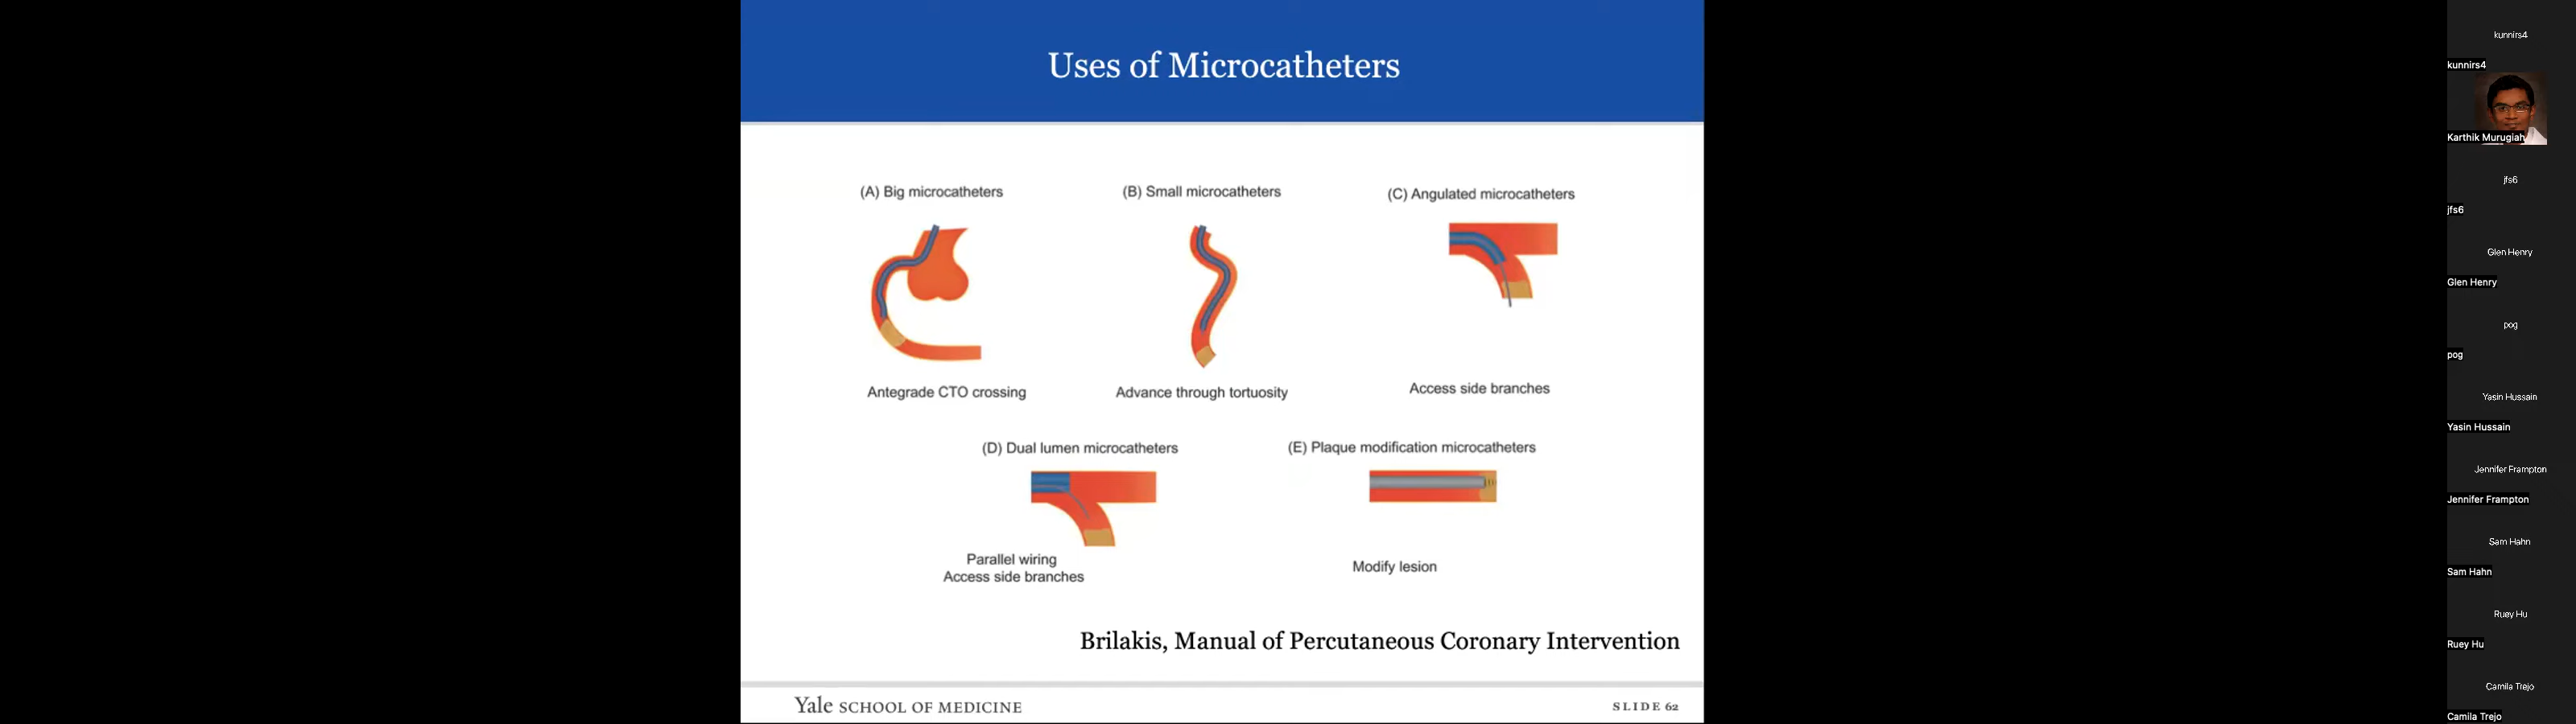 Uses of Microcatheters
(A) Big microcatheters
(B) Small microcatheters
(C) Angulated microcatheters
Antegrade CTO crossing
Advance through tortuosity
Access side branches
(D) Dual lumen microcatheters
(E) Plaque modification microcatheters
Parallel wiring
Access side branches
Modify lesion
Brilakis, Manual of Percutaneous Coronary Intervention
Yale SCHOOL OF MEDICINE
SLIDE 62
kunnirs4
kunnirs4
Karthik Murugiah
jfs6
jfs6
Glen Henry
Glen Henry
pog
pog
Yasin Hussain
Yasin Hussain
Jennifer Frampton
Jennifer Frampton
Sam Hahn
Sam Hahn
Ruey Hu
Ruey Hu
Camila Trejo
Camila Trejo